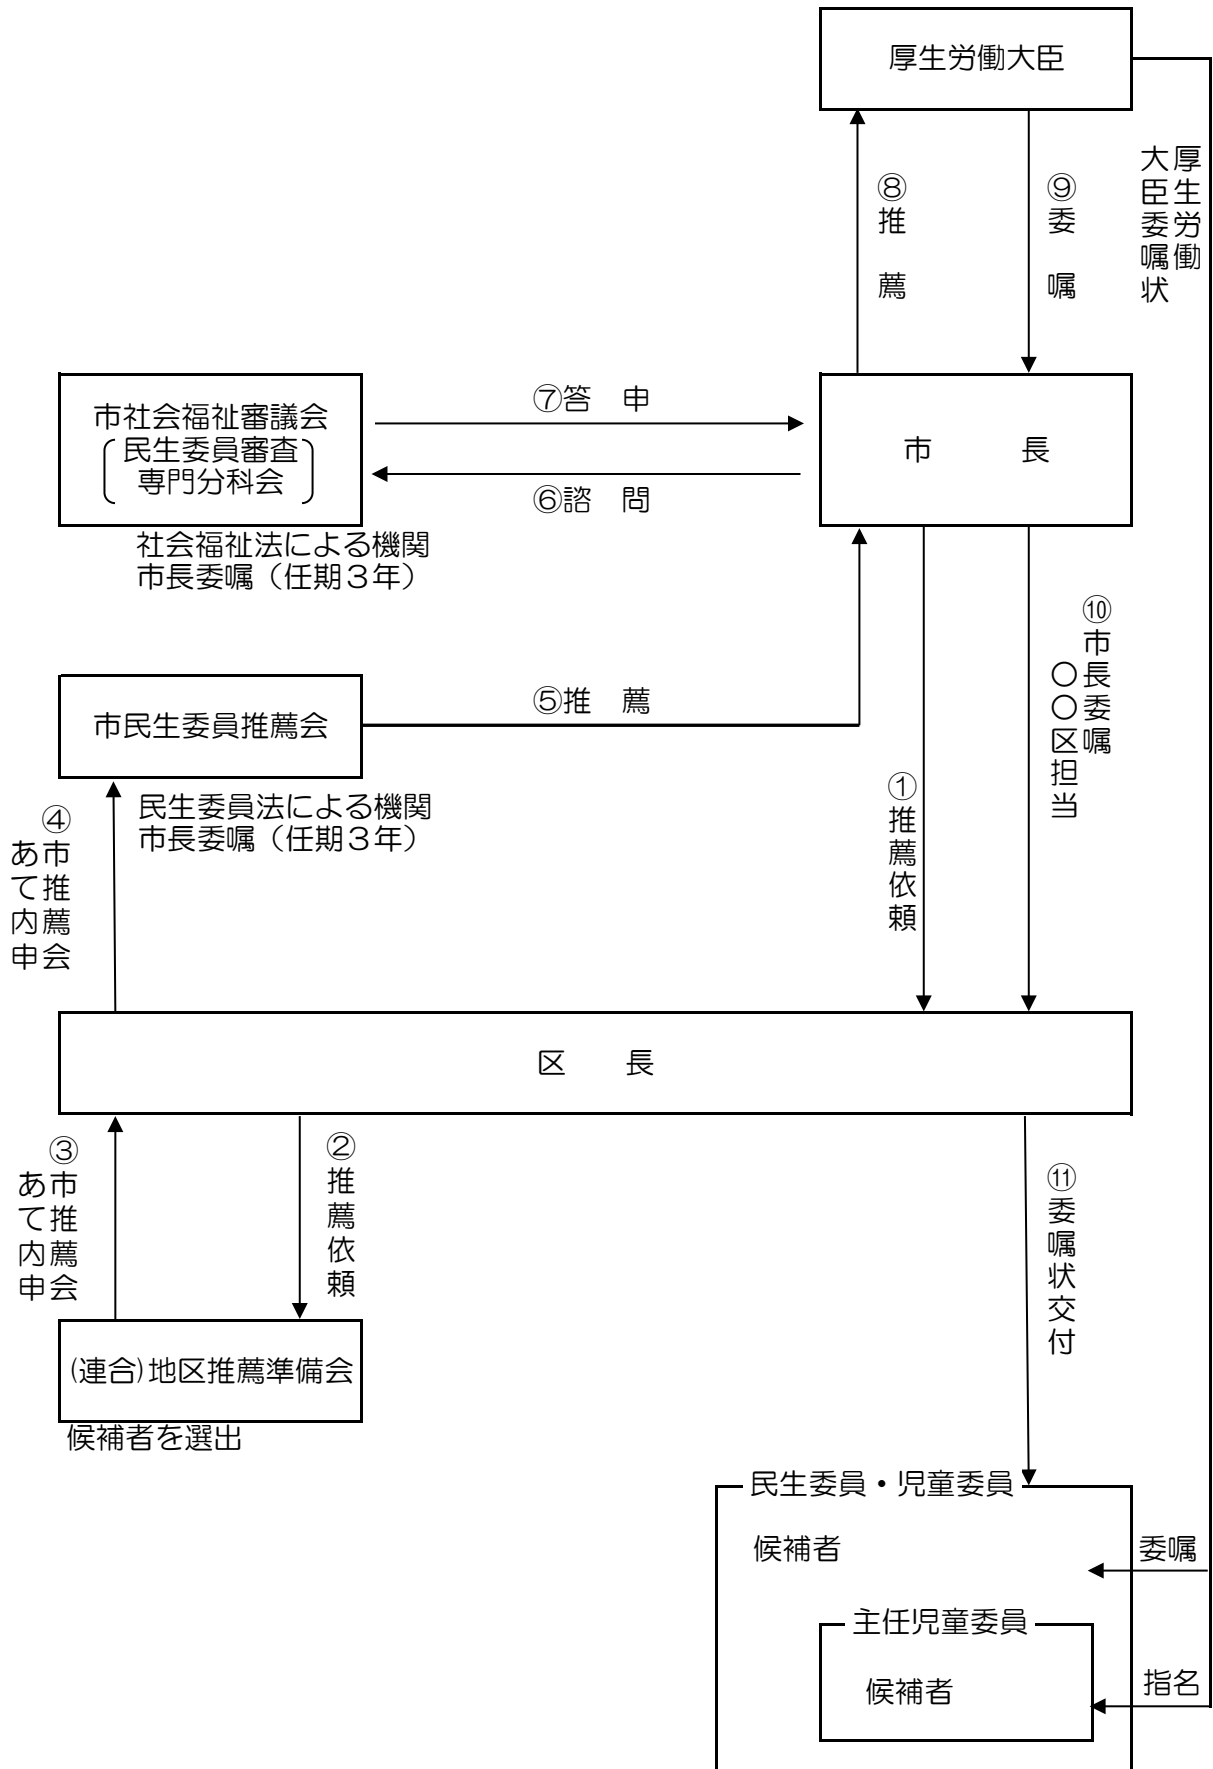 厚生労働大臣
厚生労働
大臣委嘱状
⑧推　薦
⑨委　嘱
市社会福祉審議会
民生委員審査
専門分科会
⑦答　申
⑥諮　問
市　　　長
社会福祉法による機関
市長委嘱（任期３年）
⑩市長委嘱
〇〇区担当
市民生委員推薦会
⑤推　薦
①推薦依頼
民生委員法による機関
市長委嘱（任期３年）
④市推薦会
あて内申
区　　長
③市推薦会
あて内申
②推薦依頼
⑪委嘱状交付
(連合)地区推薦準備会
候補者を選出
民生委員・児童委員
候補者
委嘱
主任児童委員
候補者
指名